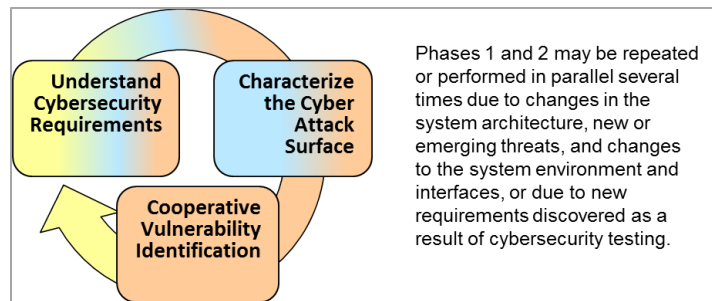 Understand
Cybersecurity
Requirements
Characterize
the Cyber
Attack
Surface
Cooperative
Vulnerability
Identification
Phases 1 and 2 may be repeated
or performed in parallel several
times due to changes in the
system architecture, new or
emerging threats, and changes
to the system environment and
interfaces, or due to new
requirements discovered as a
result of cybersecurity testing.